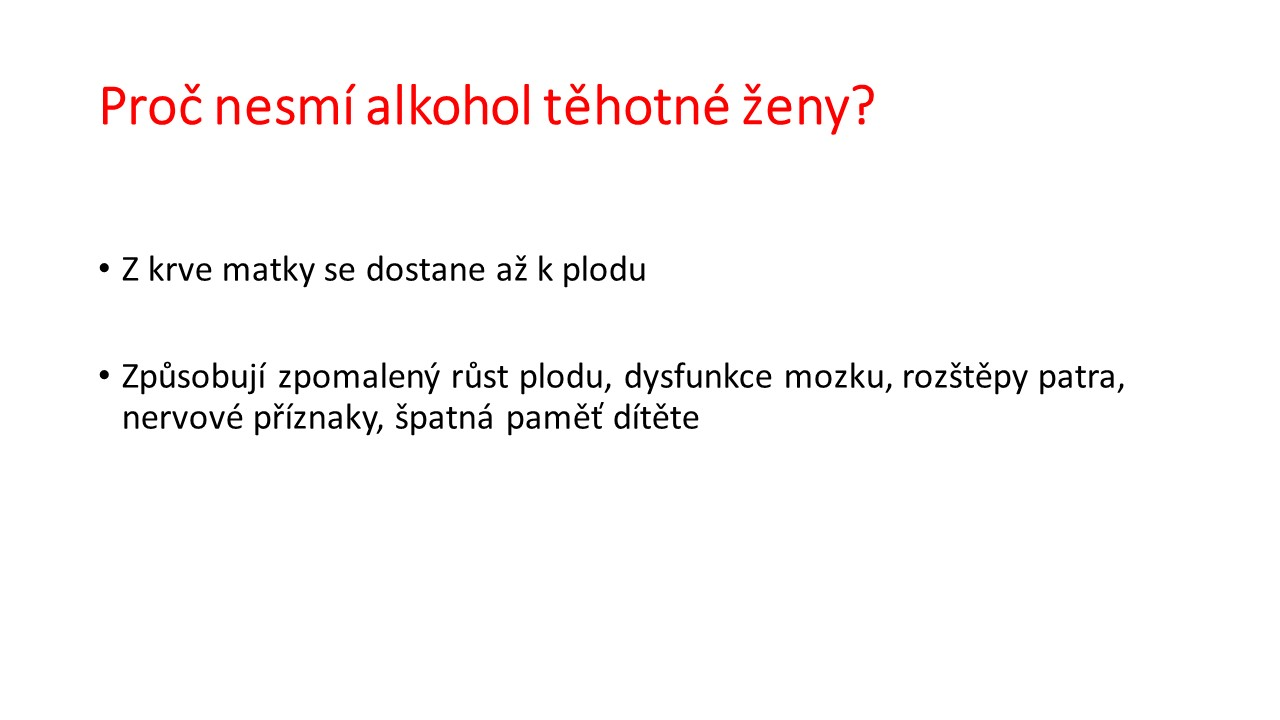 Proč nesmí alkohol těhotné ženy?
• Z krve matky se dostane až k plodu
• Způsobují zpomalený růst plodu, dysfunkce mozku, rozštěpy patra,
nervové příznaky, špatná paměť dítěte